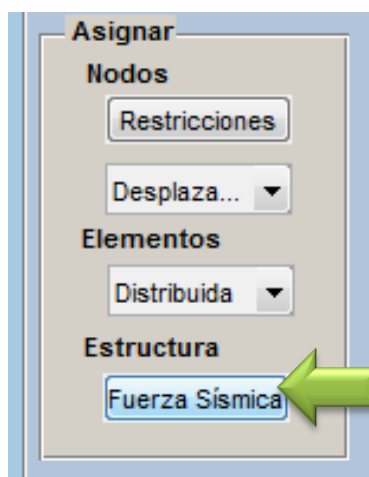 Asignar
Nodos
Restricciones
Desplaza...
Elementos
Distribuida
Estructura
Fuerza Sísmica